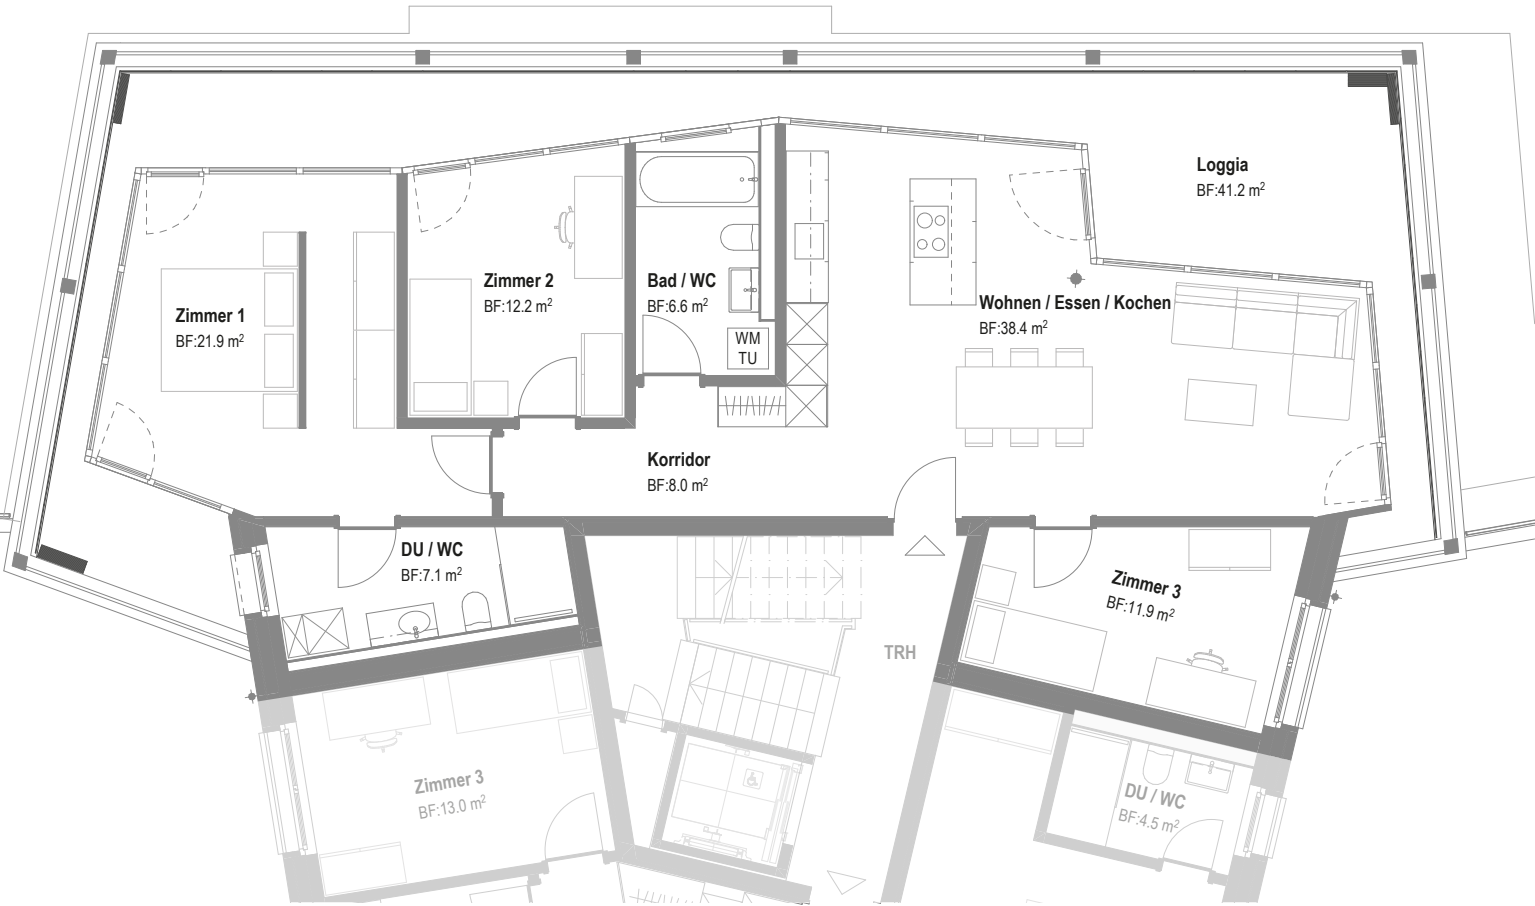 Loggia
BF:41.2 m²
Zimmer 2
BF:12.2 m²
Bad / WC
BF:6.6 m²
Wohnen / Essen / Kochen
BF:38.4 m²
Zimmer 1
BF:21.9 m²
WM
TU
Korridor
BF:8.0 m²
DU / WC
BF:7.1 m²
Zimmer 3
BF:11.9 m²
TRH
Zimmer 3
BF:13.0 m²
DU / WC
BF:4.5 m²